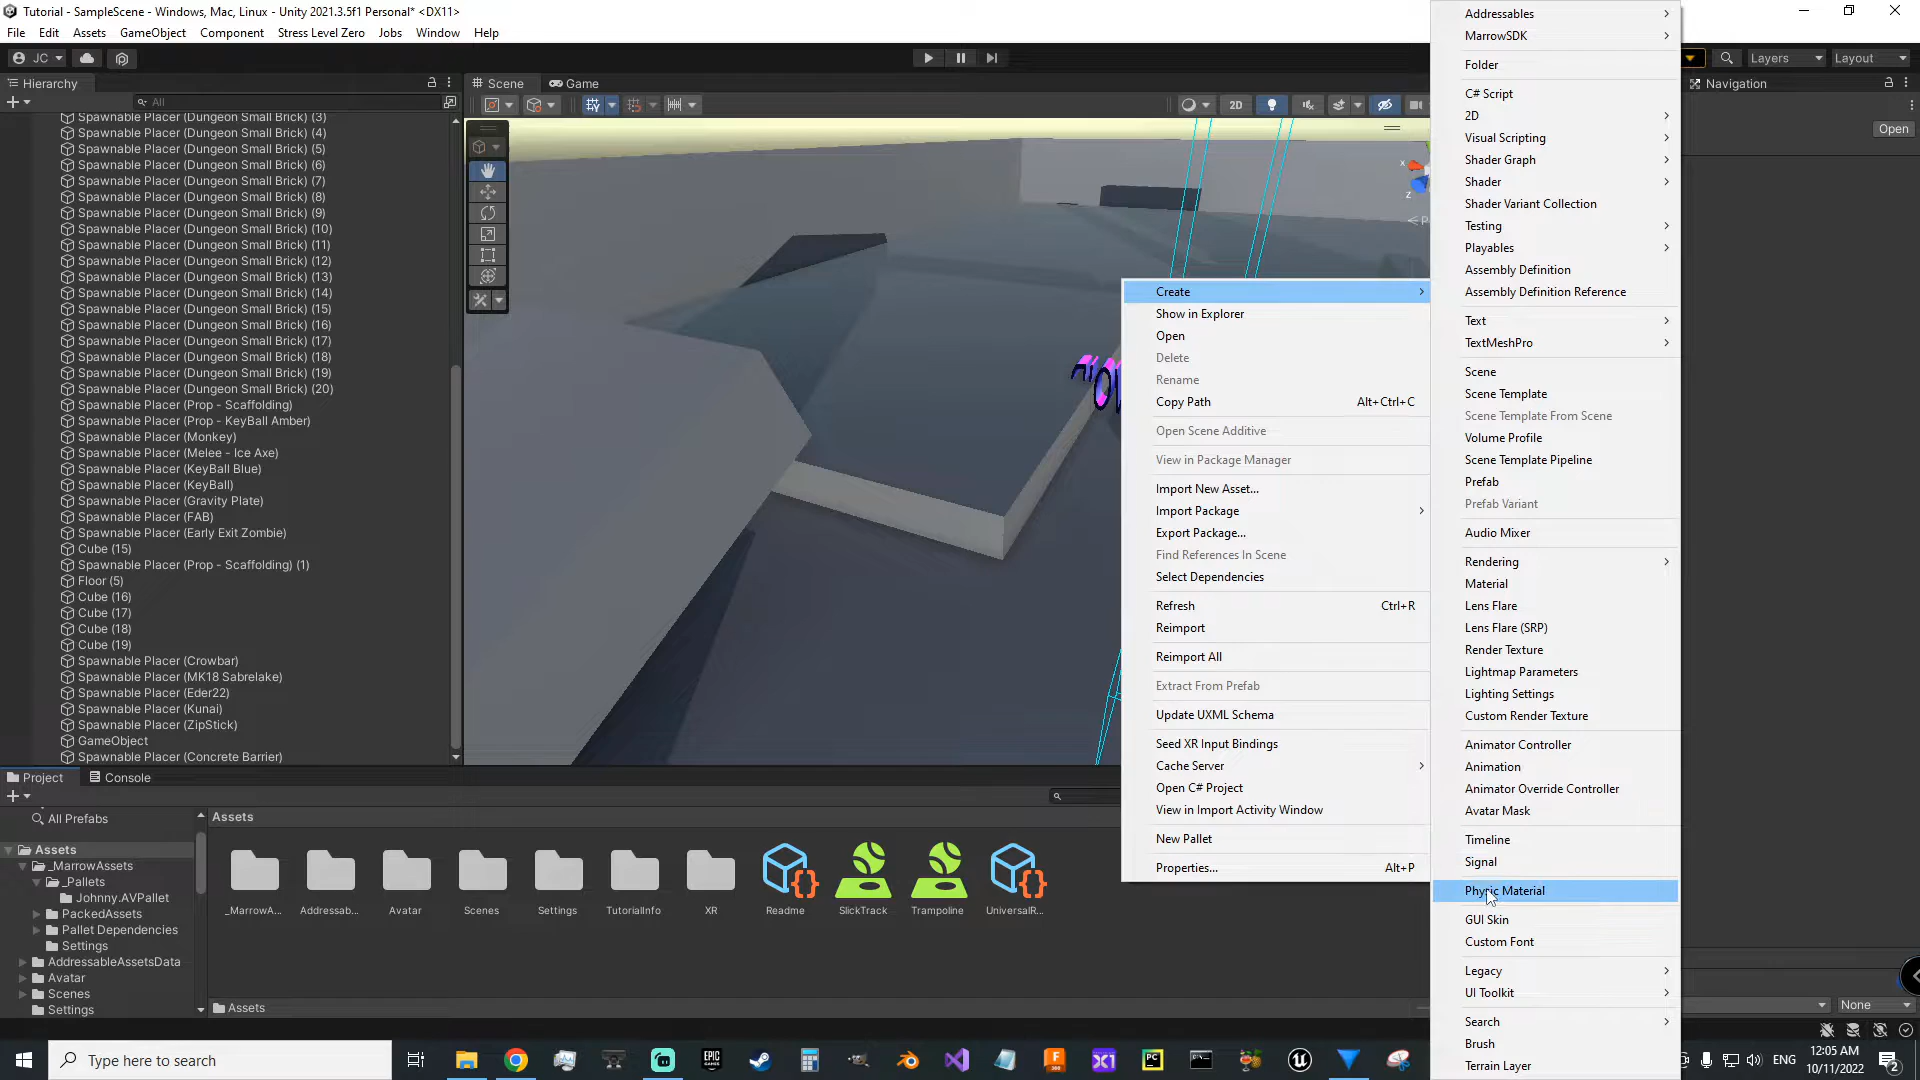 Tutorial - SampleScene - Windows, Mac, Linux - Unity 2021.3.5f1 Personal* <DX11>
File Edit Assets GameObject Component Stress Level Zero Jobs Window Help
JC
Layers Layout
Hierarchy
All
Spawnable Placer (Dungeon Small Brick) (3)
Spawnable Placer (Dungeon Small Brick) (4)
Spawnable Placer (Dungeon Small Brick) (5)
Spawnable Placer (Dungeon Small Brick) (6)
Spawnable Placer (Dungeon Small Brick) (7)
Spawnable Placer (Dungeon Small Brick) (8)
Spawnable Placer (Dungeon Small Brick) (9)
Spawnable Placer (Dungeon Small Brick) (10)
Spawnable Placer (Dungeon Small Brick) (11)
Spawnable Placer (Dungeon Small Brick) (12)
Spawnable Placer (Dungeon Small Brick) (13)
Spawnable Placer (Dungeon Small Brick) (14)
Spawnable Placer (Dungeon Small Brick) (15)
Spawnable Placer (Dungeon Small Brick) (16)
Spawnable Placer (Dungeon Small Brick) (17)
Spawnable Placer (Dungeon Small Brick) (18)
Spawnable Placer (Dungeon Small Brick) (19)
Spawnable Placer (Dungeon Small Brick) (20)
Spawnable Placer (Prop - Scaffolding)
Spawnable Placer (Prop - KeyBall Amber)
Spawnable Placer (Monkey)
Spawnable Placer (Melee - Ice Axe)
Spawnable Placer (KeyBall Blue)
Spawnable Placer (KeyBall)
Spawnable Placer (Gravity Plate)
Spawnable Placer (FAB)
Spawnable Placer (Early Exit Zombie)
Cube (15)
Spawnable Placer (Prop - Scaffolding) (1)
Floor (5)
Cube (16)
Cube (17)
Cube (18)
Cube (19)
Spawnable Placer (Crowbar)
Spawnable Placer (MK18 Sabrelake)
Spawnable Placer (Eder22)
Spawnable Placer (Kunai)
Spawnable Placer (ZipStick)
GameObject
Spawnable Placer (Concrete Barrier)
Scene Game
2D
x
z
Create
Show in Explorer
Open
Delete
Rename
Copy Path Alt+Ctrl+C
Open Scene Additive
View in Package Manager
Import New Asset...
Import Package
Export Package...
Find References In Scene
Select Dependencies
Refresh Ctrl+R
Reimport
Reimport All
Extract From Prefab
Update UXML Schema
Seed XR Input Bindings
Cache Server
Open C# Project
View in Import Activity Window
New Pallet
Properties... Alt+P
Addressables
MarrowSDK
Folder
C# Script
2D
Visual Scripting
Shader Graph
Shader
Shader Variant Collection
Testing
Playables
Assembly Definition
Assembly Definition Reference
Text
TextMeshPro
Scene
Scene Template
Scene Template From Scene
Volume Profile
Scene Template Pipeline
Prefab
Prefab Variant
Audio Mixer
Rendering
Material
Lens Flare
Lens Flare (SRP)
Render Texture
Lightmap Parameters
Lighting Settings
Custom Render Texture
Animator Controller
Animation
Animator Override Controller
Avatar Mask
Timeline
Signal
Physic Material
GUI Skin
Custom Font
Legacy
UI Toolkit
Search
Brush
Terrain Layer
Navigation
Open
None
Project Console
All Prefabs
Assets
_MarrowAssets
_Pallets
Johnny.AVPallet
PackedAssets
Pallet Dependencies
Settings
AddressableAssetsData
Avatar
Scenes
Settings
Assets
_MarrowA... Addressab... Avatar Scenes Settings TutorialInfo XR Readme SlickTrack Trampoline UniversalR...
Assets
Type here to search
EPIC GAMES
PC
ENG
12:05 AM
10/11/2022
2